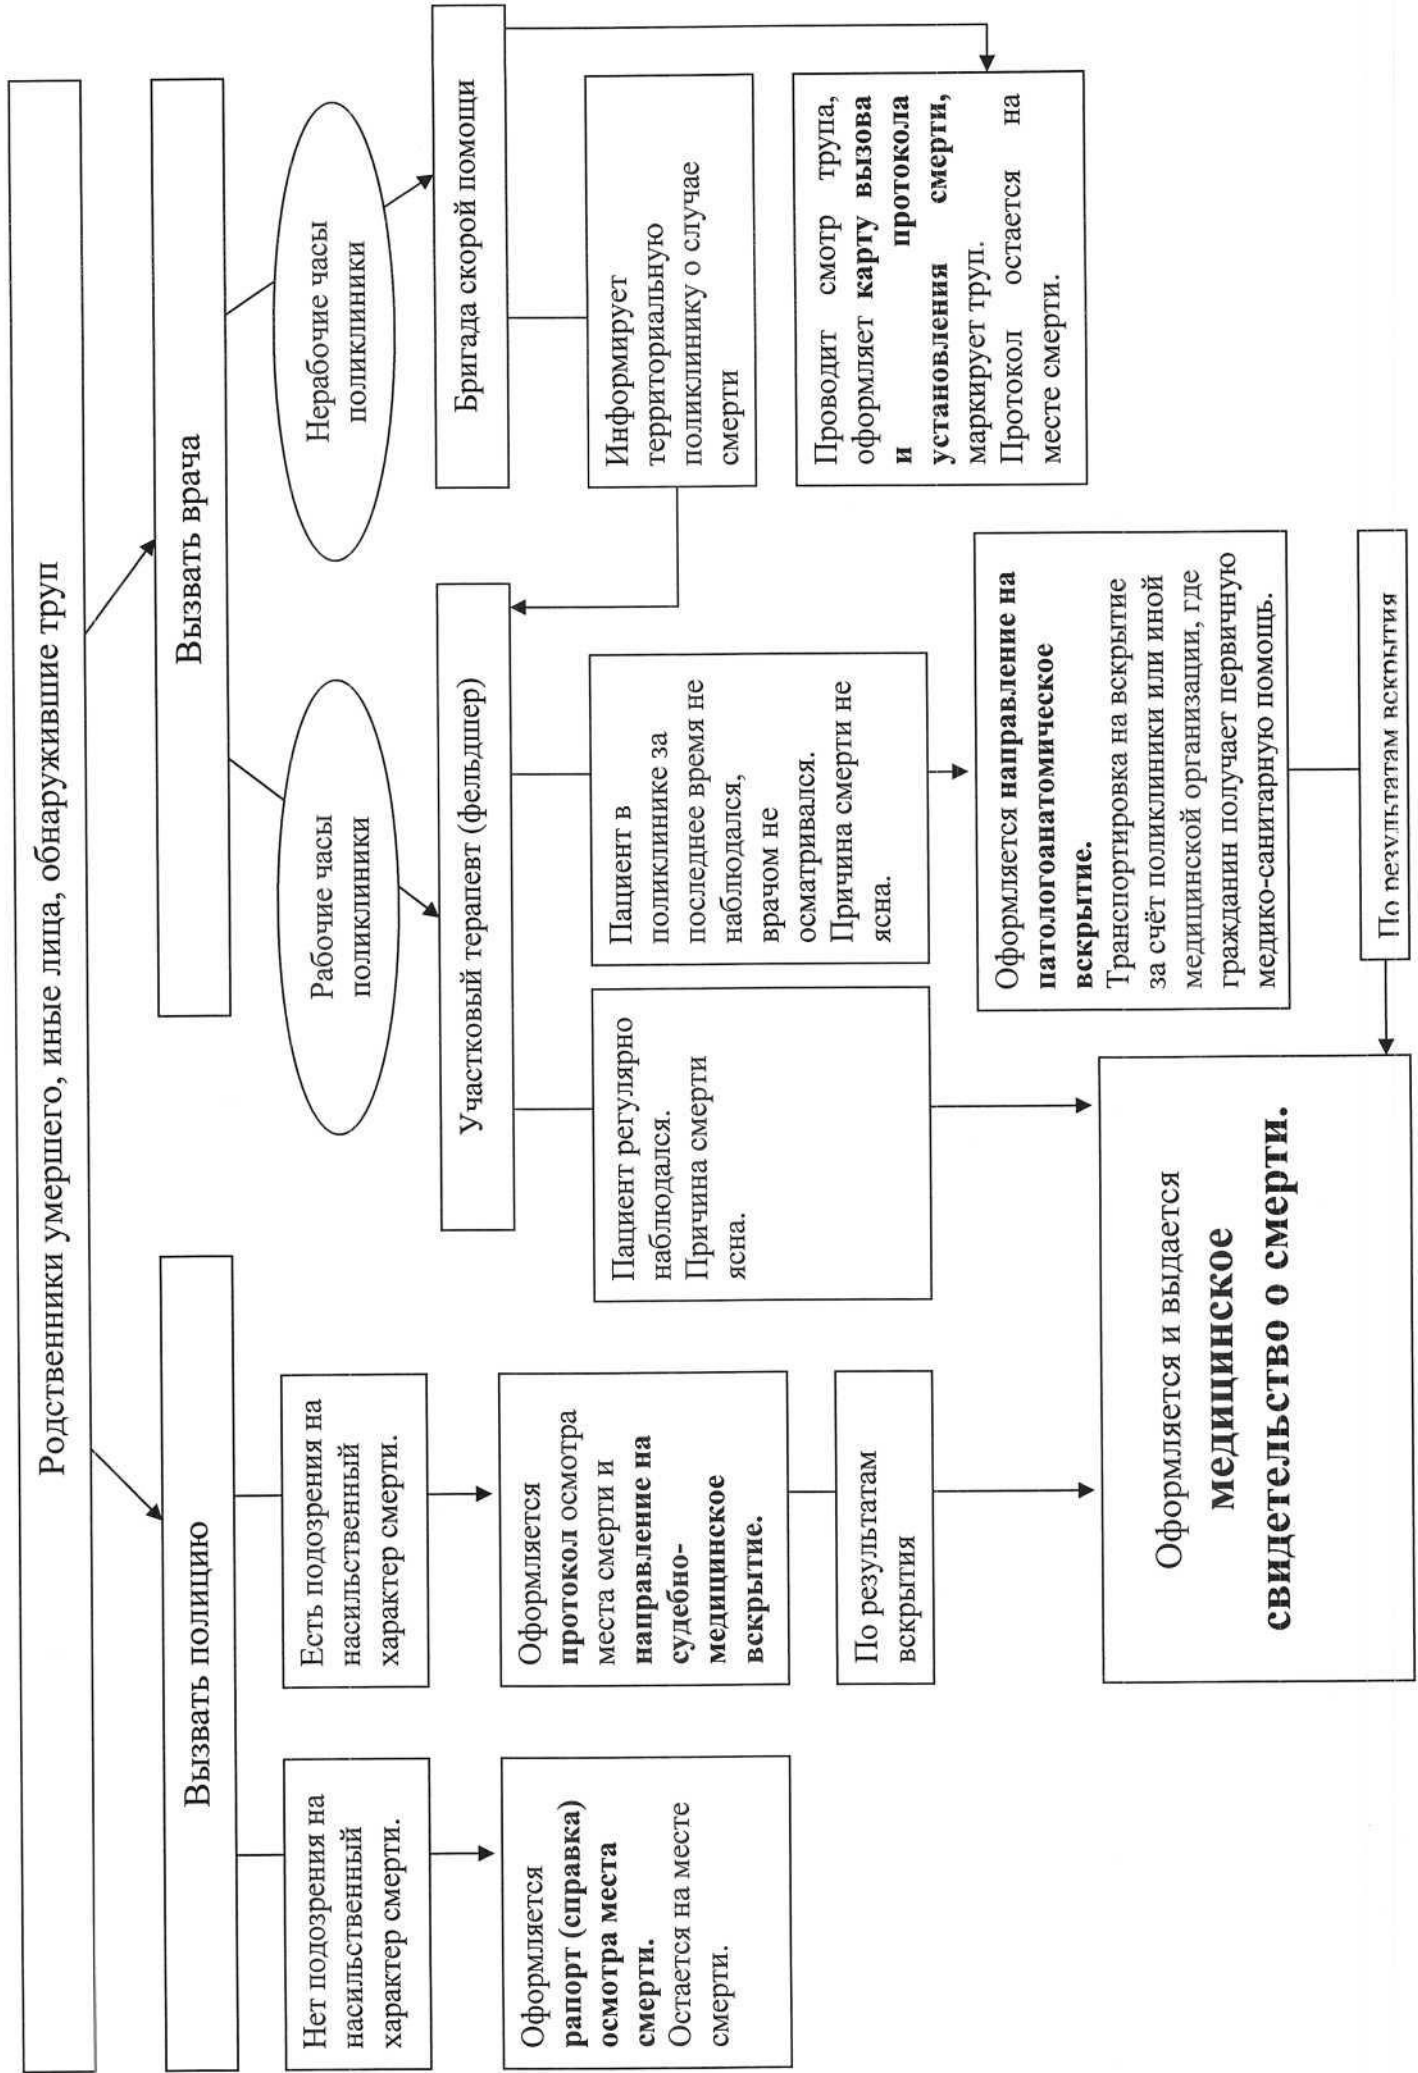 Родственники умершего, иные лица, обнаружившие труп
Вызвать полицию
Вызвать врача
Нет подозрения на
насильственный
характер смерти.
Есть подозрения на
насильственный
характер смерти.
Рабочие часы
поликлиники
Нерабочие часы
поликлиники
Участковый терапевт (фельдшер)
Бригада скорой помощи
Оформляется
рапорт (справка)
осмотра места
смерти.
Остается на месте
смерти.
Оформляется
протокол осмотра
места смерти и
направление на
судебно-
медицинское
вскрытие.
Пациент регулярно
наблюдался.
Причина смерти
ясна.
Пациент в
поликлинике за
последнее время не
наблюдался,
врачом не
осматривался.
Причина смерти не
ясна.
Информирует
территориальную
поликлинику о случае
смерти
Проводит смотр трупа,
оформляет карту вызова
и протокола
установления смерти,
маркирует труп.
Протокол остается на
месте смерти.
По результатам
вскрытия
Оформляется направление на
патологоанатомическое
вскрытие.
Транспортировка на вскрытие
за счёт поликлиники или иной
медицинской организации, где
гражданин получает первичную
медико-санитарную помощь.
Оформляется и выдается
медицинское
свидетельство о смерти.
По результатам вскрытия